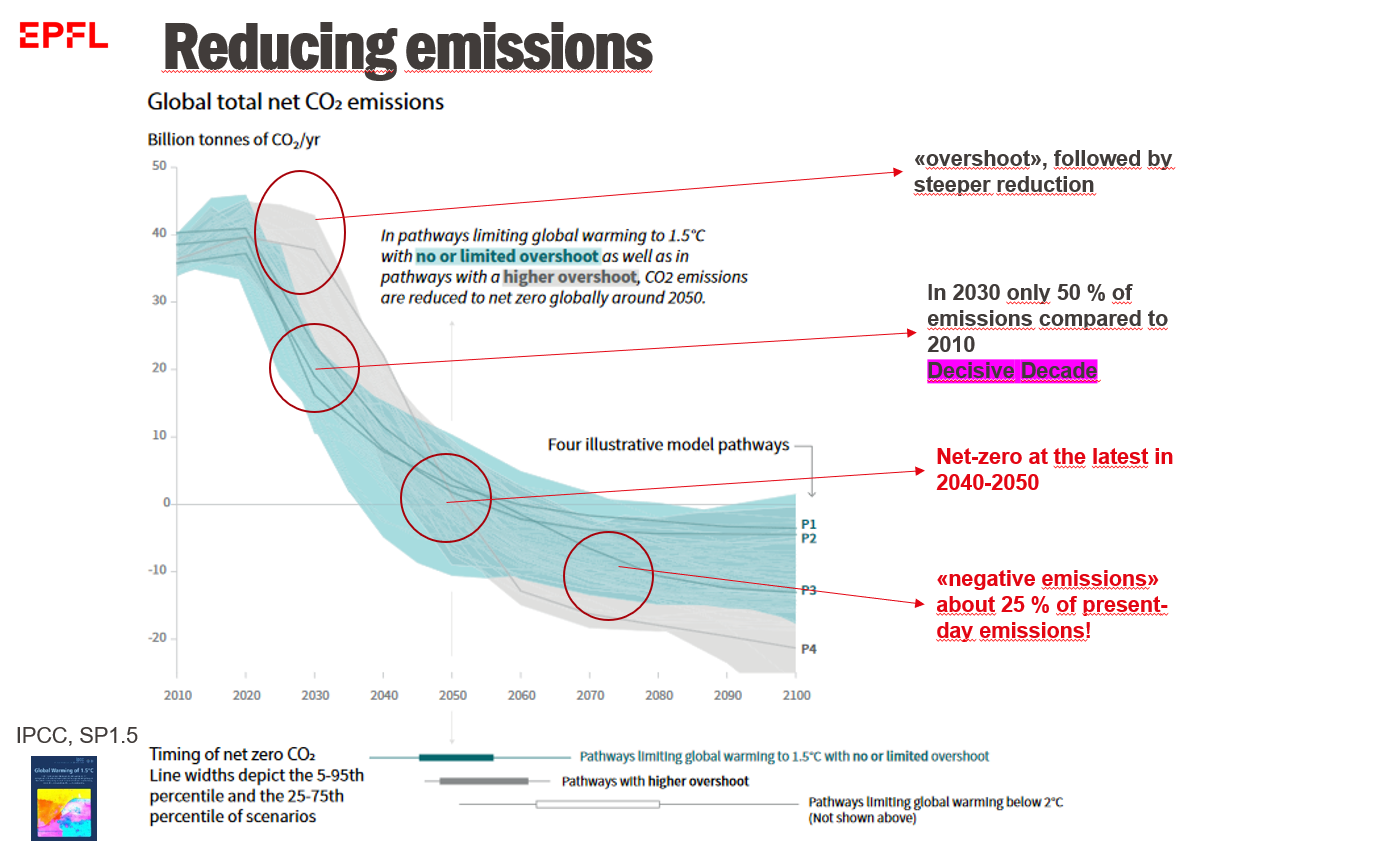 EPFL
Reducing emissions
Global total net CO₂ emissions
Billion tonnes of CO₂/yr
50
40
30
20
10
0
-10
-20
2010 2020 2030 2040 2050 2060 2070 2080 2090 2100
In pathways limiting global warming to 1.5°C
with no or limited overshoot as well as in
pathways with a higher overshoot, CO2 emissions
are reduced to net zero globally around 2050.
Four illustrative model pathways
P1
P2
P3
P4
«overshoot», followed by
steeper reduction
In 2030 only 50 % of
emissions compared to
2010
Decisive Decade
Net-zero at the latest in
2040-2050
«negative emissions»
about 25 % of present-
day emissions!
IPCC, SP1.5
Global Warming of 1.5°C
Timing of net zero CO₂
Line widths depict the 5-95th
percentile and the 25-75th
percentile of scenarios
Pathways limiting global warming to 1.5°C with no or limited overshoot
Pathways with higher overshoot
Pathways limiting global warming below 2°C
(Not shown above)